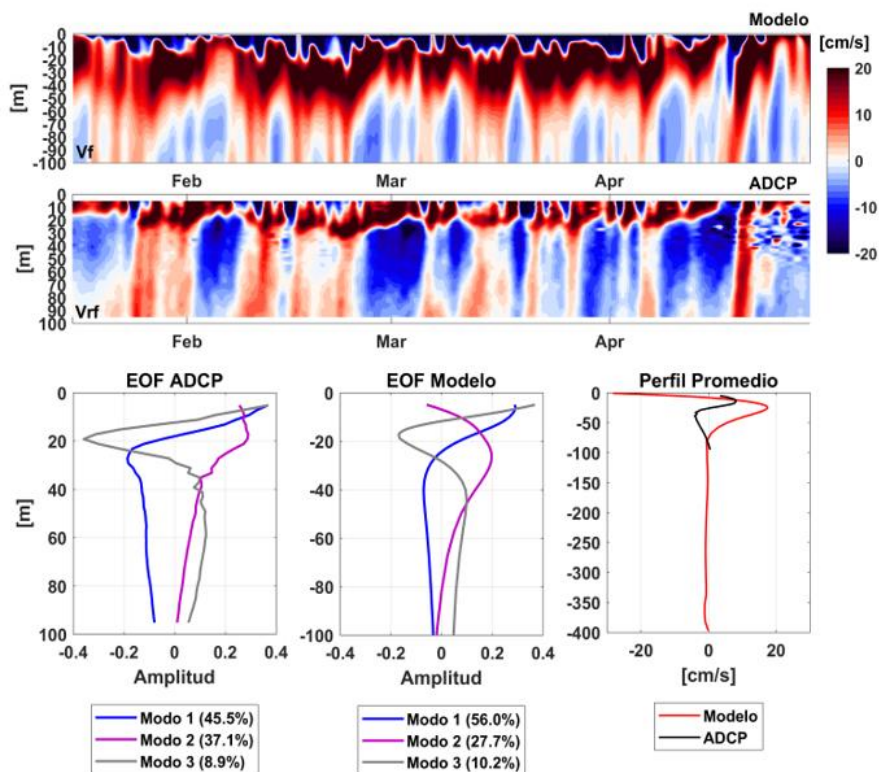 Modelo
[cm/s]
0
-10
-20
-30
-40
-50
-60
-70
-80
-90
-100
[m]
Vf
Feb Mar Apr
20
10
0
-10
-20
ADCP
0
10
20
30
40
50
60
70
80
90
100
[m]
Vrf
Feb Mar Apr
EOF ADCP
0
20
40
60
80
100
[m]
-0.4 -0.2 0 0.2 0.4
Amplitud
Modo 1 (45.5%)
Modo 2 (37.1%)
Modo 3 (8.9%)
EOF Modelo
0
-20
-40
-60
-80
-100
-0.4 -0.2 0 0.2 0.4
Amplitud
Modo 1 (56.0%)
Modo 2 (27.7%)
Modo 3 (10.2%)
Perfil Promedio
0
-50
-100
-150
-200
-250
-300
-350
-400
-20 0 20
[cm/s]
Modelo
ADCP